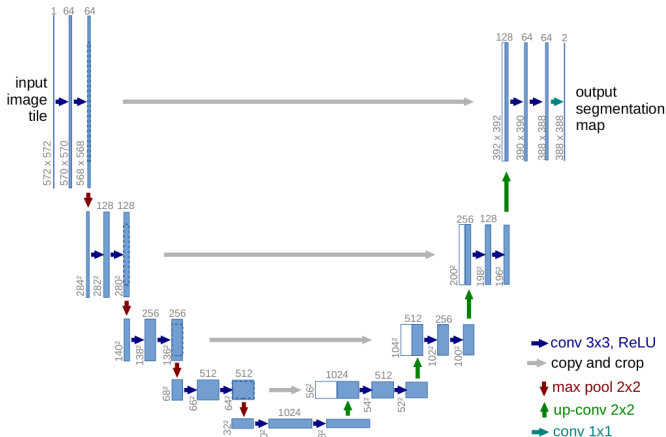 1 64 64
128 64 64 2
input
image
tile
output
segmentation
map
572 x 572
570 x 570
568 x 568
392 x 392
390 x 390
388 x 388
388 x 388
128 128
256 128
284²
282²
280²
200²
198²
196²
256 256
512 256
140²
138²
136²
104²
102²
100²
512 512
1024 512
68²
66²
64²
56²
54²
52²
1024
32²
conv 3x3, ReLU
copy and crop
max pool 2x2
up-conv 2x2
conv 1x1